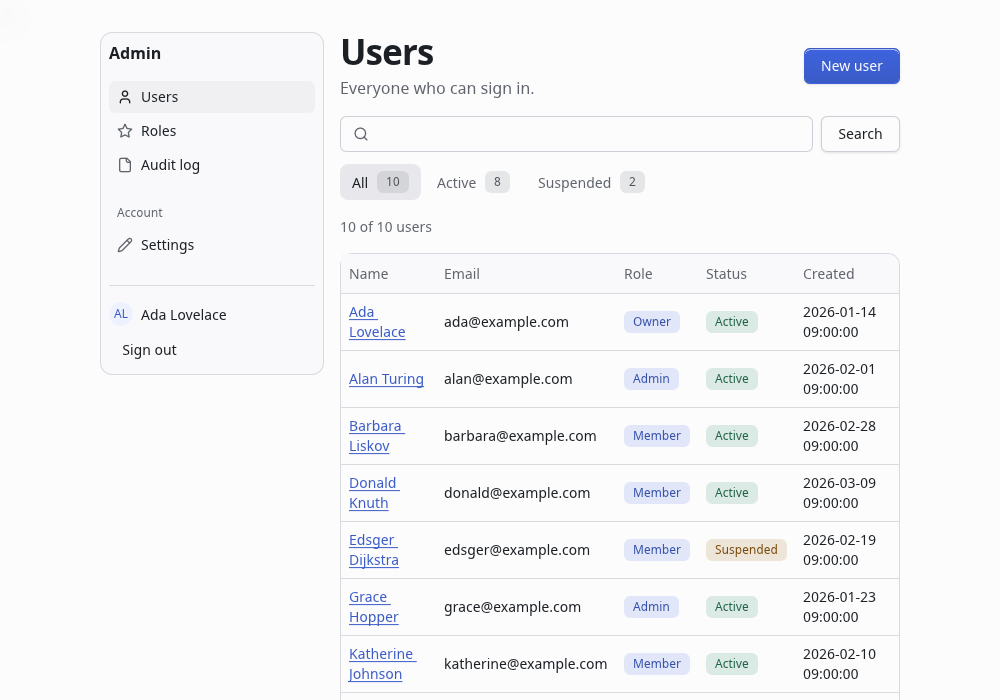 Admin
Users
Roles
Audit log
Account
Settings
AL Ada Lovelace
Sign out
Users
Everyone who can sign in.
New user
Search
All 10 Active 8 Suspended 2
10 of 10 users
Name Email Role Status Created
Ada Lovelace ada@example.com Owner Active 2026-01-14 09:00:00
Alan Turing alan@example.com Admin Active 2026-02-01 09:00:00
Barbara Liskov barbara@example.com Member Active 2026-02-28 09:00:00
Donald Knuth donald@example.com Member Active 2026-03-09 09:00:00
Edsger Dijkstra edsger@example.com Member Suspended 2026-02-19 09:00:00
Grace Hopper grace@example.com Admin Active 2026-01-23 09:00:00
Katherine Johnson katherine@example.com Member Active 2026-02-10 09:00:00